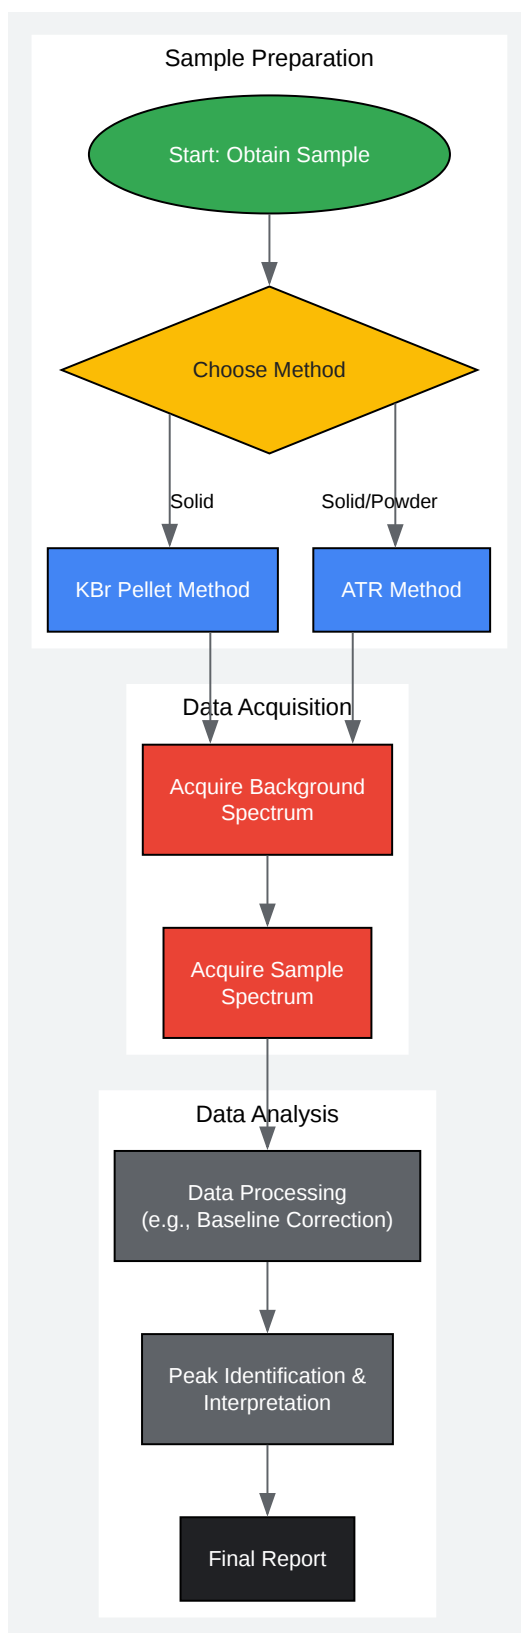 Sample Preparation
Start: Obtain Sample
Choose Method
Solid
Solid/Powder
KBr Pellet Method
ATR Method
Data Acquisition
Acquire Background
Spectrum
Acquire Sample
Spectrum
Data Analysis
Data Processing
(e.g., Baseline Correction)
Peak Identification &
Interpretation
Final Report